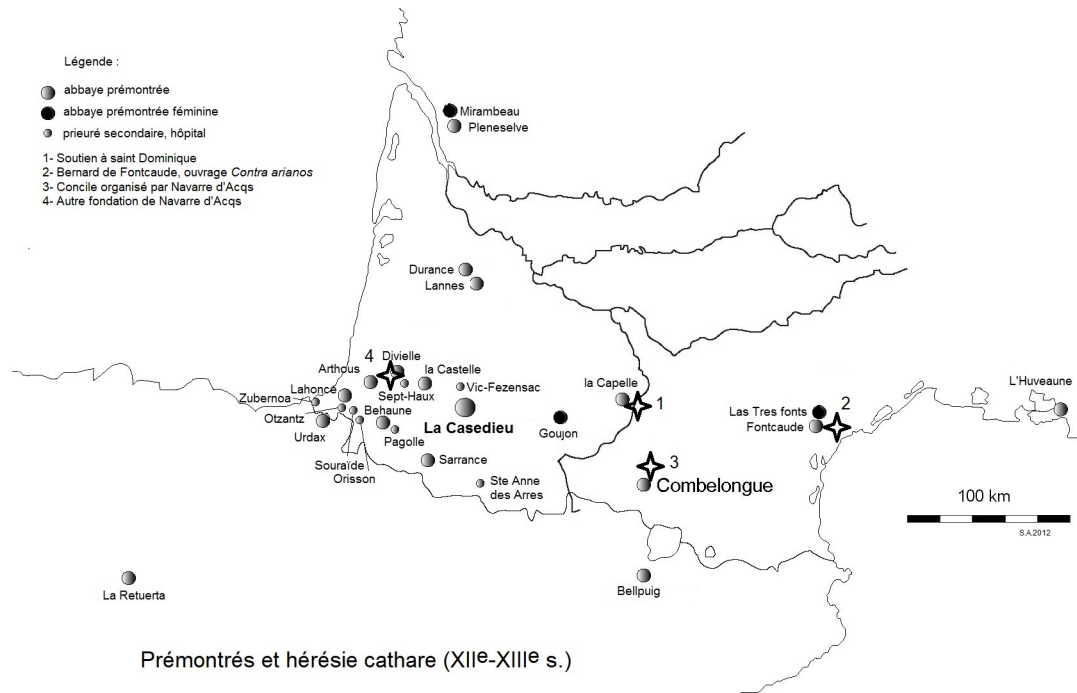 Légende :
abbaye prémontrée
abbaye prémontrée féminine
prieuré secondaire, hôpital
1- Soutien à saint Dominique
2- Bernard de Fontcaude, ouvrage Contra arianos
3- Concile organisé par Navarre d'Acqs
4- Autre fondation de Navarre d'Acqs
Mirambeau
Pleneselve
Durance
Lannes
4
Divielle
Arthous
la Castelle
Sept-Haux
Vic-Fezensac
Lahonce
Zubernoa
Otzantz
Behaune
Urdax
Pagolle
La Casedieu
Souraïde
Orisson
Sarrance
Ste Anne
des Arres
Goujon
la Capelle
1
3
Combelongue
Las Tres fonts
2
Fontcaude
L'Huveaune
100 km
S.A.2012
La Retuerta
Bellpuig
Prémontrés et hérésie cathare (XIIe-XIIIe s.)